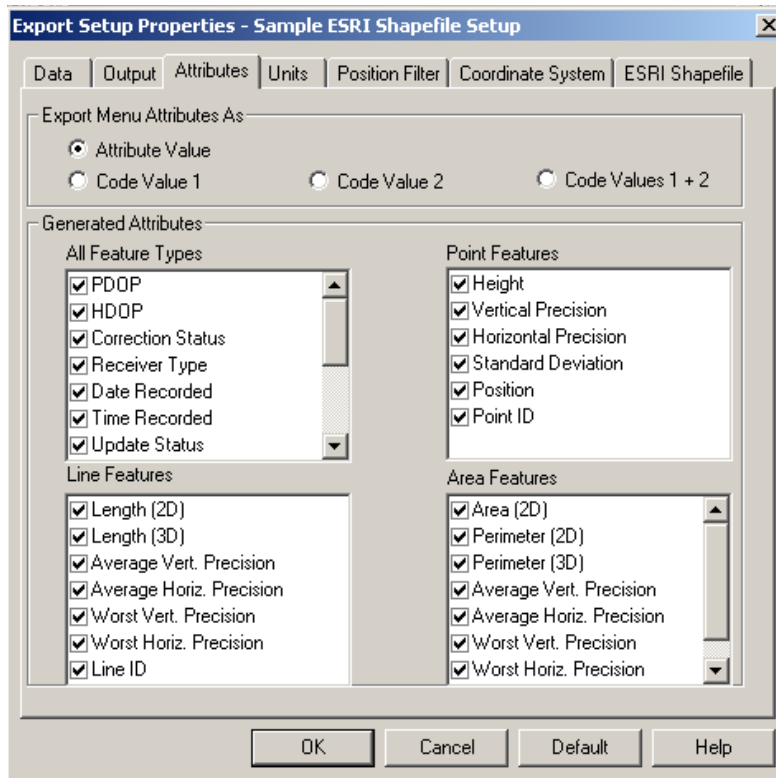 Export Setup Properties - Sample ESRI Shapefile Setup
Data Output Attributes Units Position Filter Coordinate System ESRI Shapefile
Export Menu Attributes As
Attribute Value
Code Value 1 Code Value 2 Code Values 1 + 2
Generated Attributes
All Feature Types
PDOP
HDOP
Correction Status
Receiver Type
Date Recorded
Time Recorded
Update Status
Point Features
Height
Vertical Precision
Horizontal Precision
Standard Deviation
Position
Point ID
Line Features
Length (2D)
Length (3D)
Average Vert. Precision
Average Horiz. Precision
Worst Vert. Precision
Worst Horiz. Precision
Line ID
Area Features
Area (2D)
Perimeter (2D)
Perimeter (3D)
Average Vert. Precision
Average Horiz. Precision
Worst Vert. Precision
Worst Horiz. Precision
OK Cancel Default Help